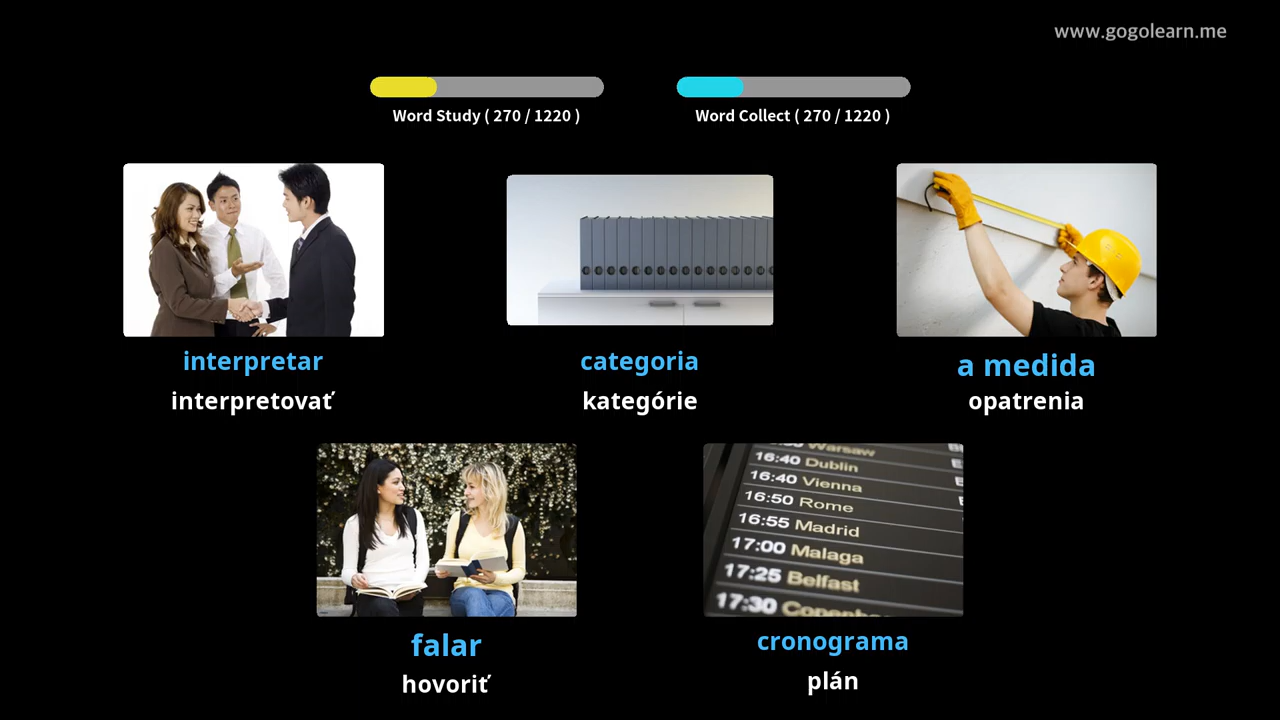 www.gogolearn.me
Word Study ( 270 / 1220 )
Word Collect ( 270 / 1220 )
interpretar
interpretovať
categoria
kategórie
a medida
opatrenia
Warsaw
16:40 Dublin
16:40 Vienna
16:50 Rome
16:55 Madrid
17:00 Malaga
17:25 Belfast
17:30
falar
hovoriť
cronograma
plán